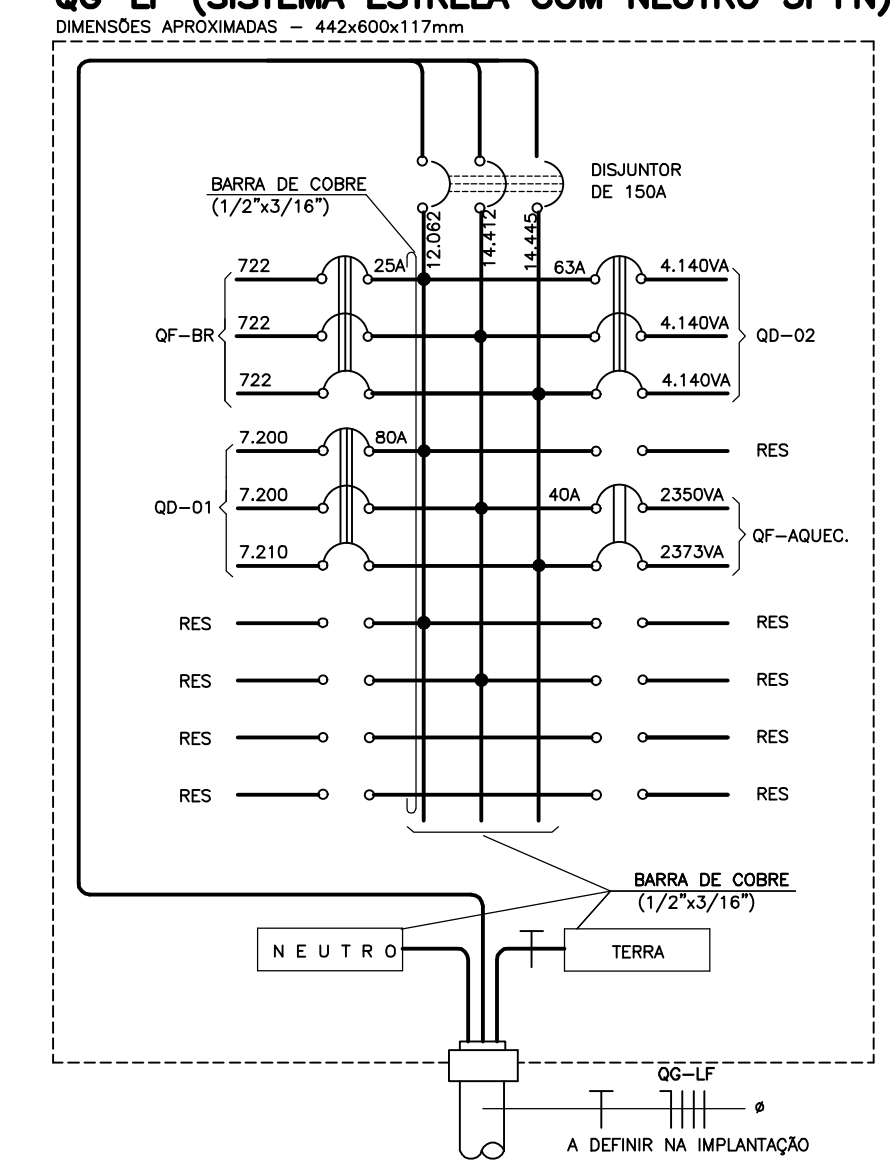 QG-LF (SISTEMA ESTRELA COM NEUTRO 3F+N)
DIMENSÕES APROXIMADAS - 442x600x117mm
DISJUNTOR
DE 150A
BARRA DE COBRE
(1/2"x3/16")
12.062
14.412
14.445
722
25A
63A
4.140VA
QF-BR
722
4.140VA
QD-02
722
4.140VA
7.200
80A
RES
QD-01
7.200
40A
2350VA
QF-AQUEC.
7.210
2373VA
RES
RES
RES
RES
RES
RES
RES
RES
BARRA DE COBRE
(1/2"x3/16")
NEUTRO
TERRA
QG-LF
ø
A DEFINIR NA IMPLANTAÇÃO